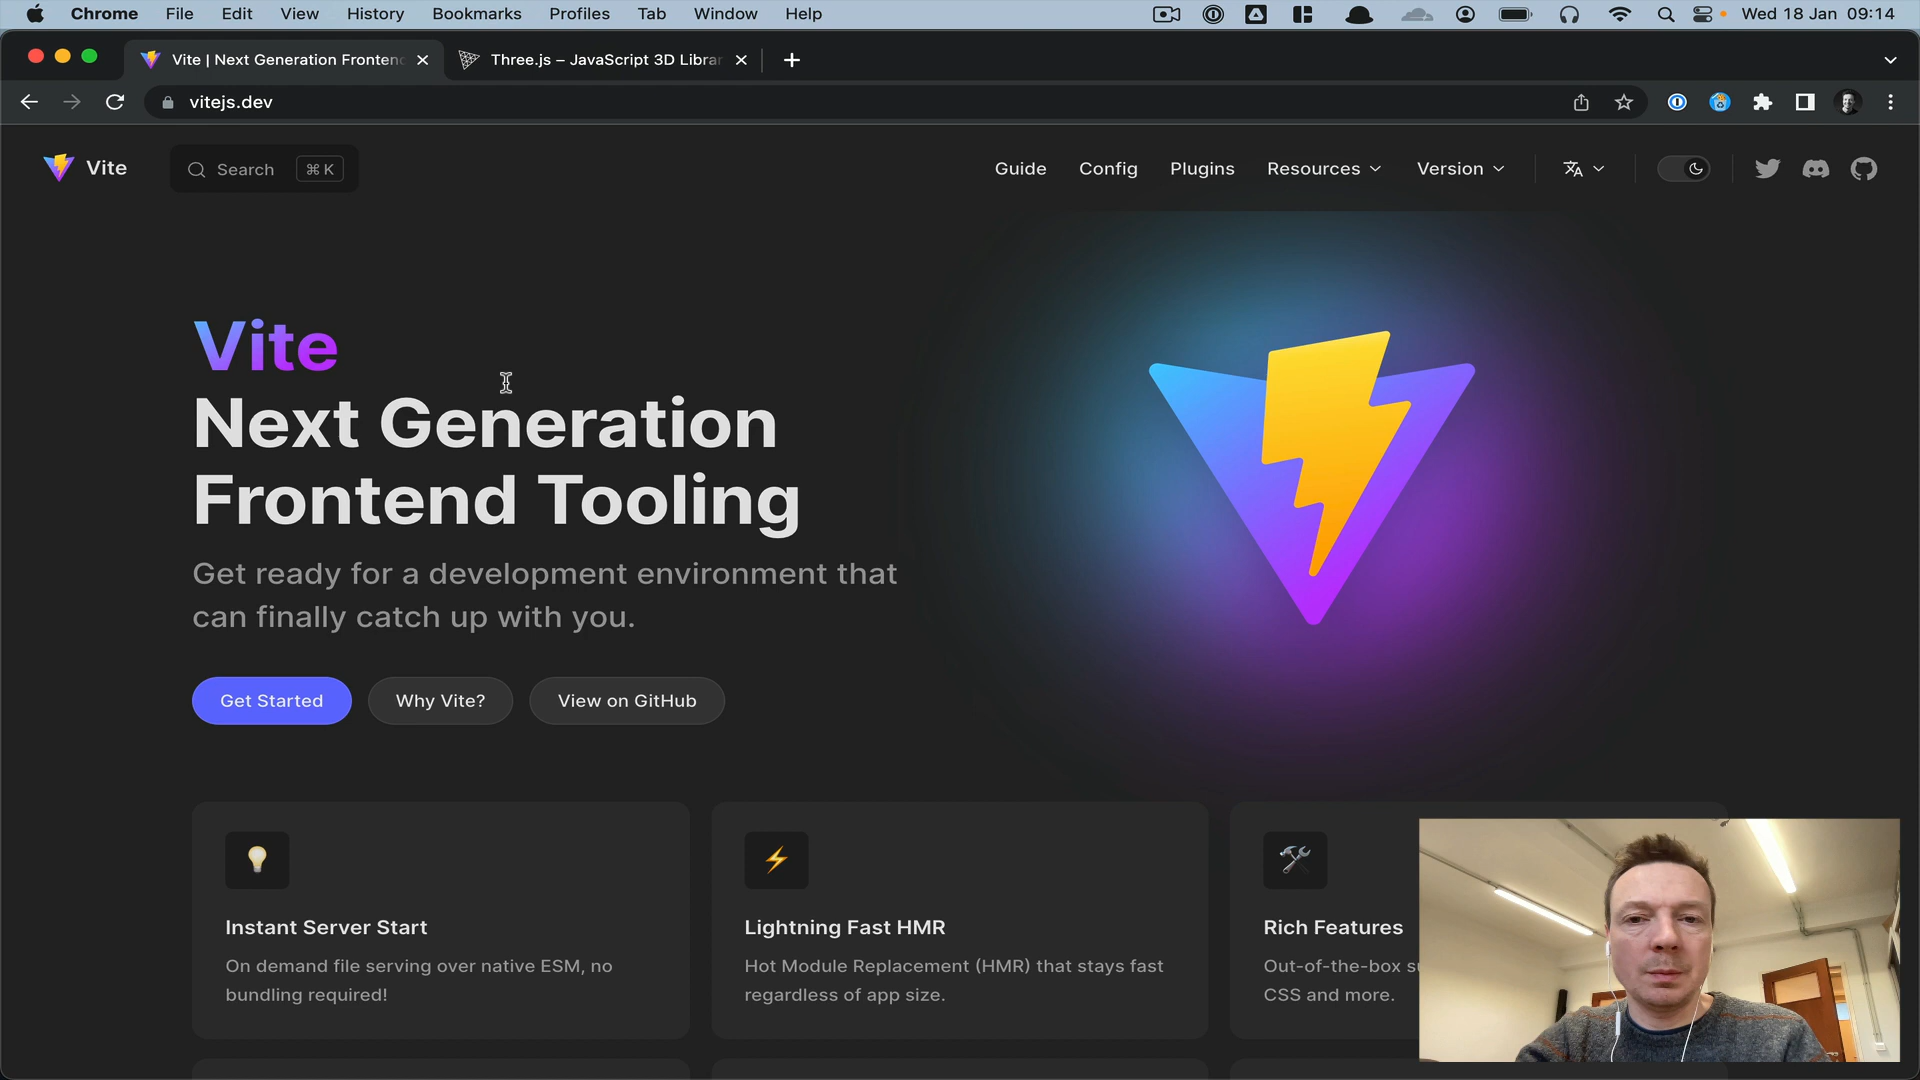 Chrome File Edit View History Bookmarks Profiles Tab Window Help Wed 18 Jan 09:14
Vite | Next Generation Fronten Three.js – JavaScript 3D Librar
vitejs.dev
Vite Search ⌘ K Guide Config Plugins Resources Version
Vite
Next Generation
Frontend Tooling
Get ready for a development environment that
can finally catch up with you.
Get Started Why Vite? View on GitHub
Instant Server Start
On demand file serving over native ESM, no
bundling required!
Lightning Fast HMR
Hot Module Replacement (HMR) that stays fast
regardless of app size.
Rich Features
Out-of-the-box
CSS and more.